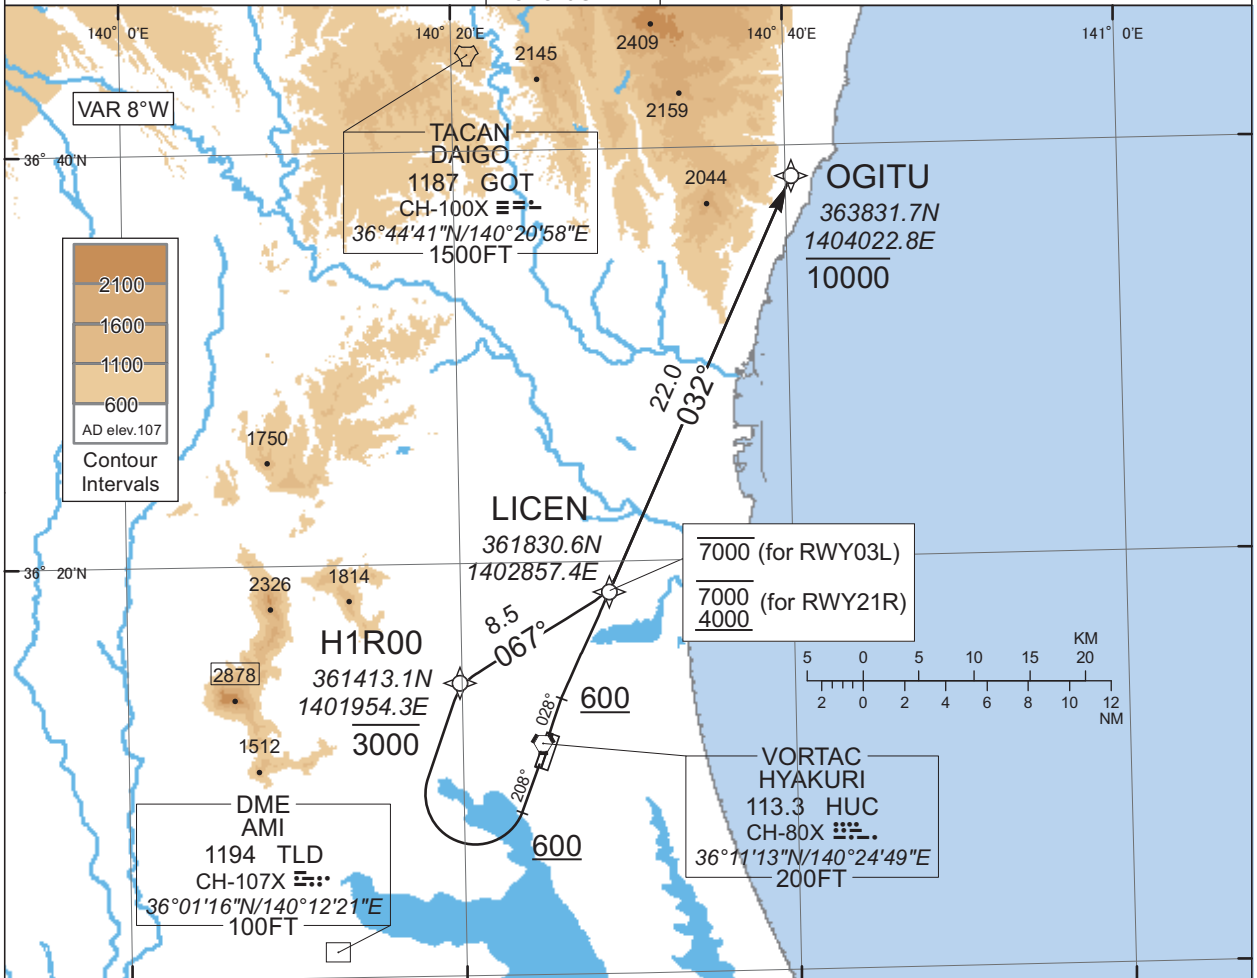 140° 0'E
140° 20'E
140° 40'E
141° 0'E
2145
2409
2159
VAR 8°W
36° 40'N
TACAN
DAIGO
1187 GOT
CH-100X
36°44'41"N/140°20'58"E
1500FT
2044
OGITU
363831.7N
1404022.8E
10000
2100
1600
1100
600
AD elev.107
Contour
Intervals
22.0
032°
1750
LICEN
361830.6N
1402857.4E
7000 (for RWY03L)
7000
4000 (for RWY21R)
36° 20'N
2326
1814
8.5
067°
H1R00
361413.1N
1401954.3E
3000
2878
1512
028°
600
208°
600
KM
5 0 5 10 15 20
2 0 2 4 6 8 10 12
NM
VORTAC
HYAKURI
113.3 HUC
CH-80X
36°11'13"N/140°24'49"E
200FT
DME
AMI
1194 TLD
CH-107X
36°01'16"N/140°12'21"E
100FT